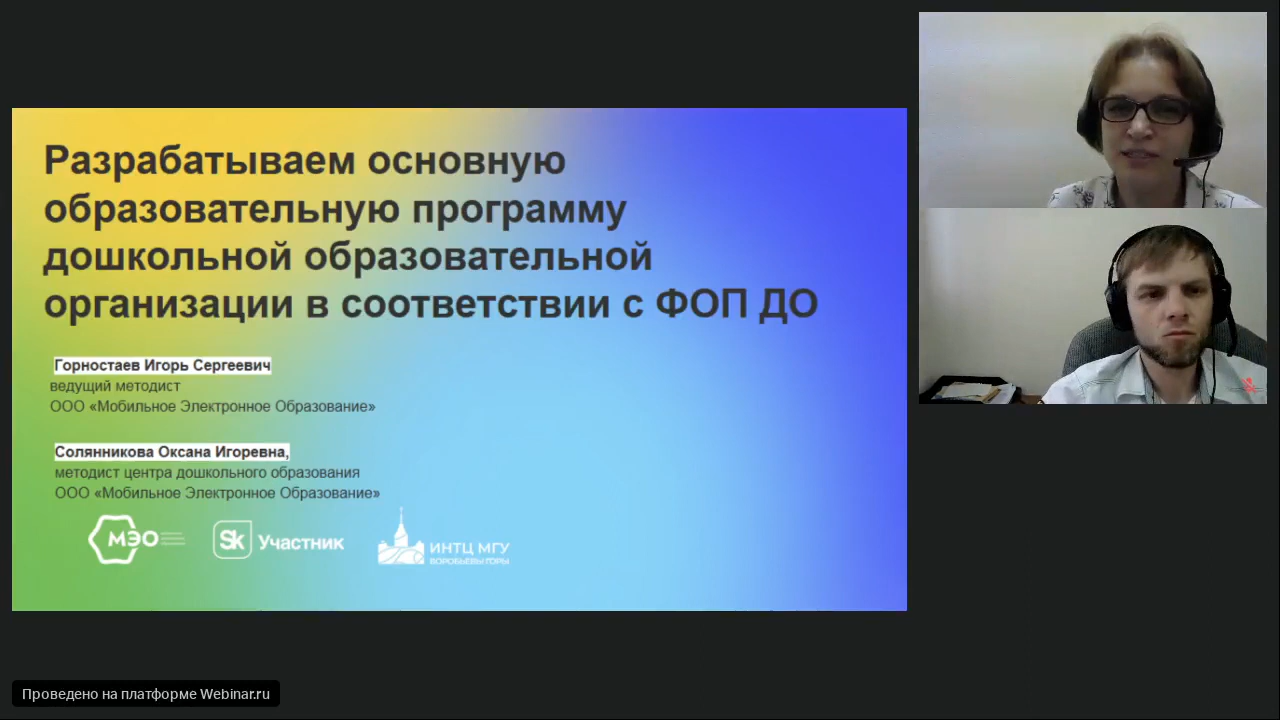 Разрабатываем основную
образовательную программу
дошкольной образовательной
организации в соответствии с ФОП ДО
Горностаев Игорь Сергеевич
ведущий методист
ООО «Мобильное Электронное Образование»
Солянникова Оксана Игоревна,
методист центра дошкольного образования
ООО «Мобильное Электронное Образование»
МЭО
Sk Участник
ИНТЦ МГУ
ВОРОБЬЕВЫ ГОРЫ
Проведено на платформе Webinar.ru